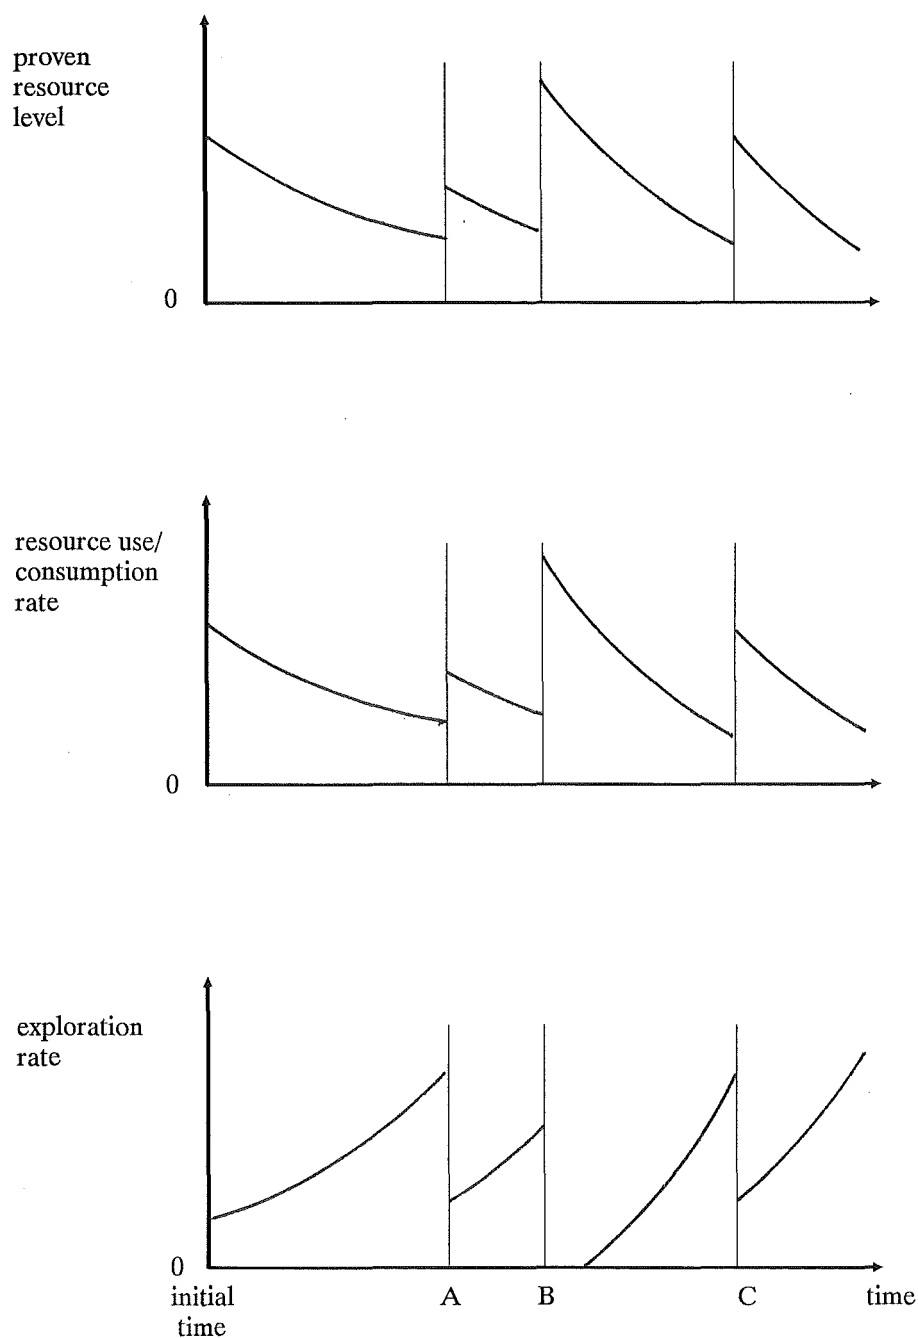 proven
resource
level
0
resource use/
consumption
rate
0
exploration
rate
0
initial
time
A
B
C
time